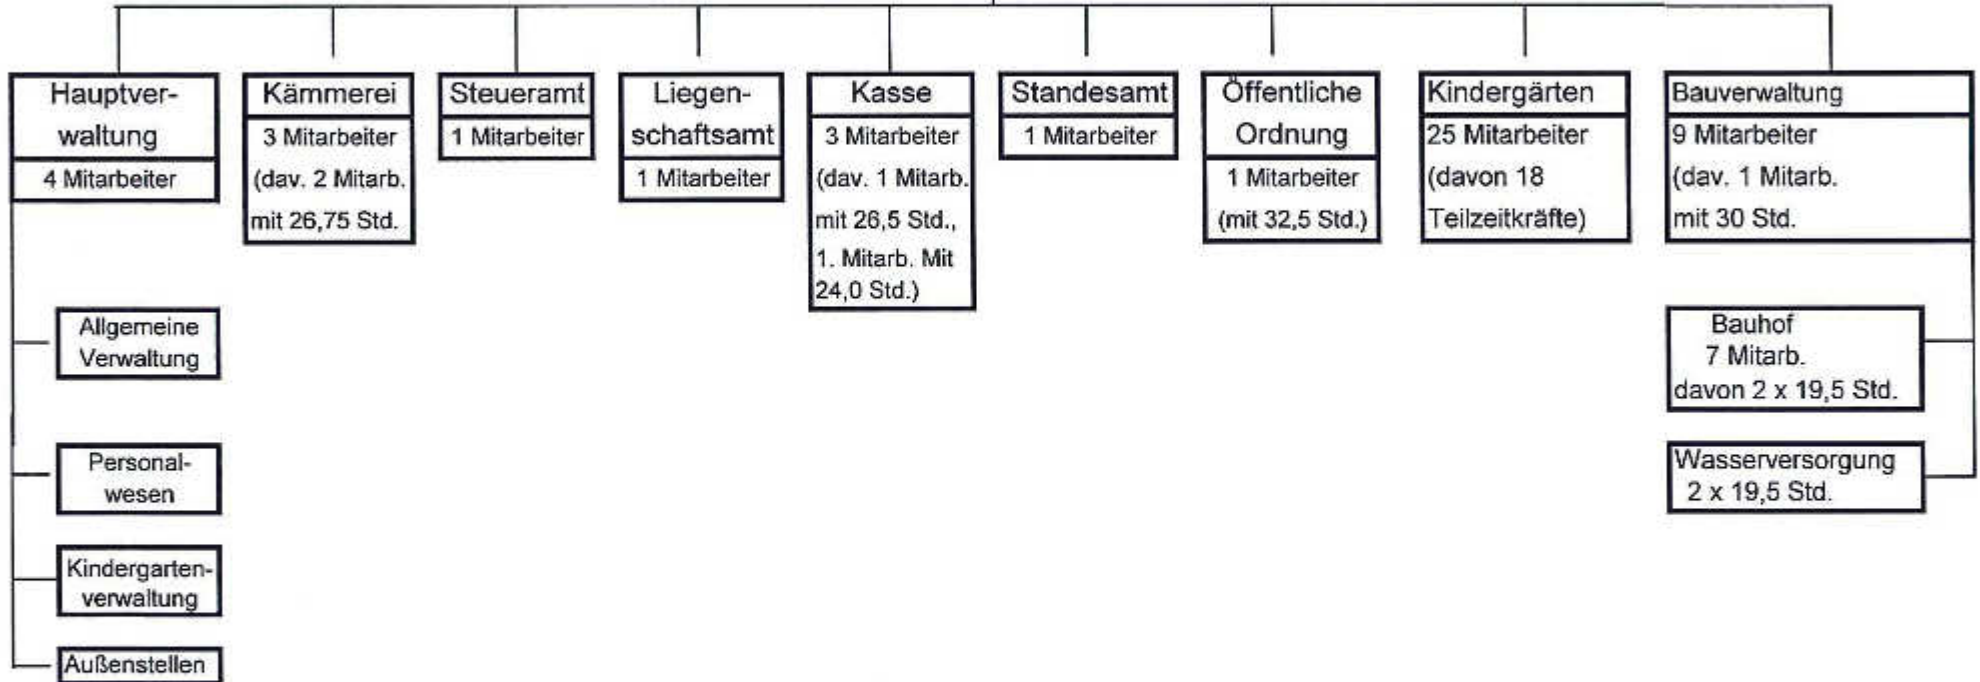 Hauptver-
waltung
4 Mitarbeiter
Kämmerei
3 Mitarbeiter
(dav. 2 Mitarb.
mit 26,75 Std.
Steueramt
1 Mitarbeiter
Liegen-
schaftsamt
1 Mitarbeiter
Kasse
3 Mitarbeiter
(dav. 1 Mitarb.
mit 26,5 Std.,
1. Mitarb. Mit
24,0 Std.)
Standesamt
1 Mitarbeiter
Öffentliche
Ordnung
1 Mitarbeiter
(mit 32,5 Std.)
Kindergärten
25 Mitarbeiter
(davon 18
Teilzeitkräfte)
Bauverwaltung
9 Mitarbeiter
(dav. 1 Mitarb.
mit 30 Std.
Allgemeine
Verwaltung
Personal-
wesen
Kindergarten-
verwaltung
Außenstellen
Bauhof
7 Mitarb.
davon 2 x 19,5 Std.
Wasserversorgung
2 x 19,5 Std.